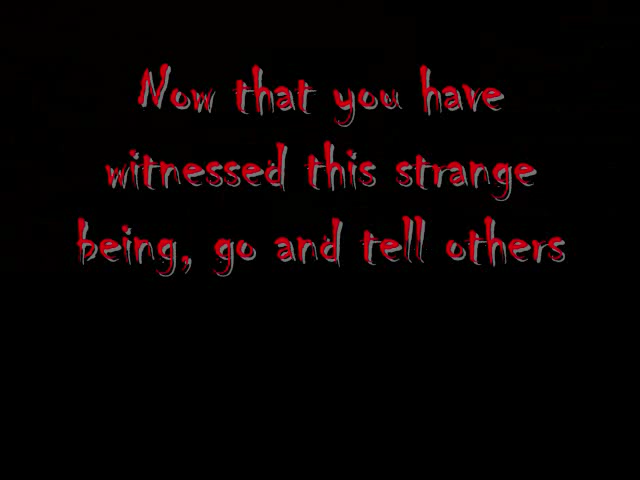 Now that you have
witnessed this strange
being, go and tell others